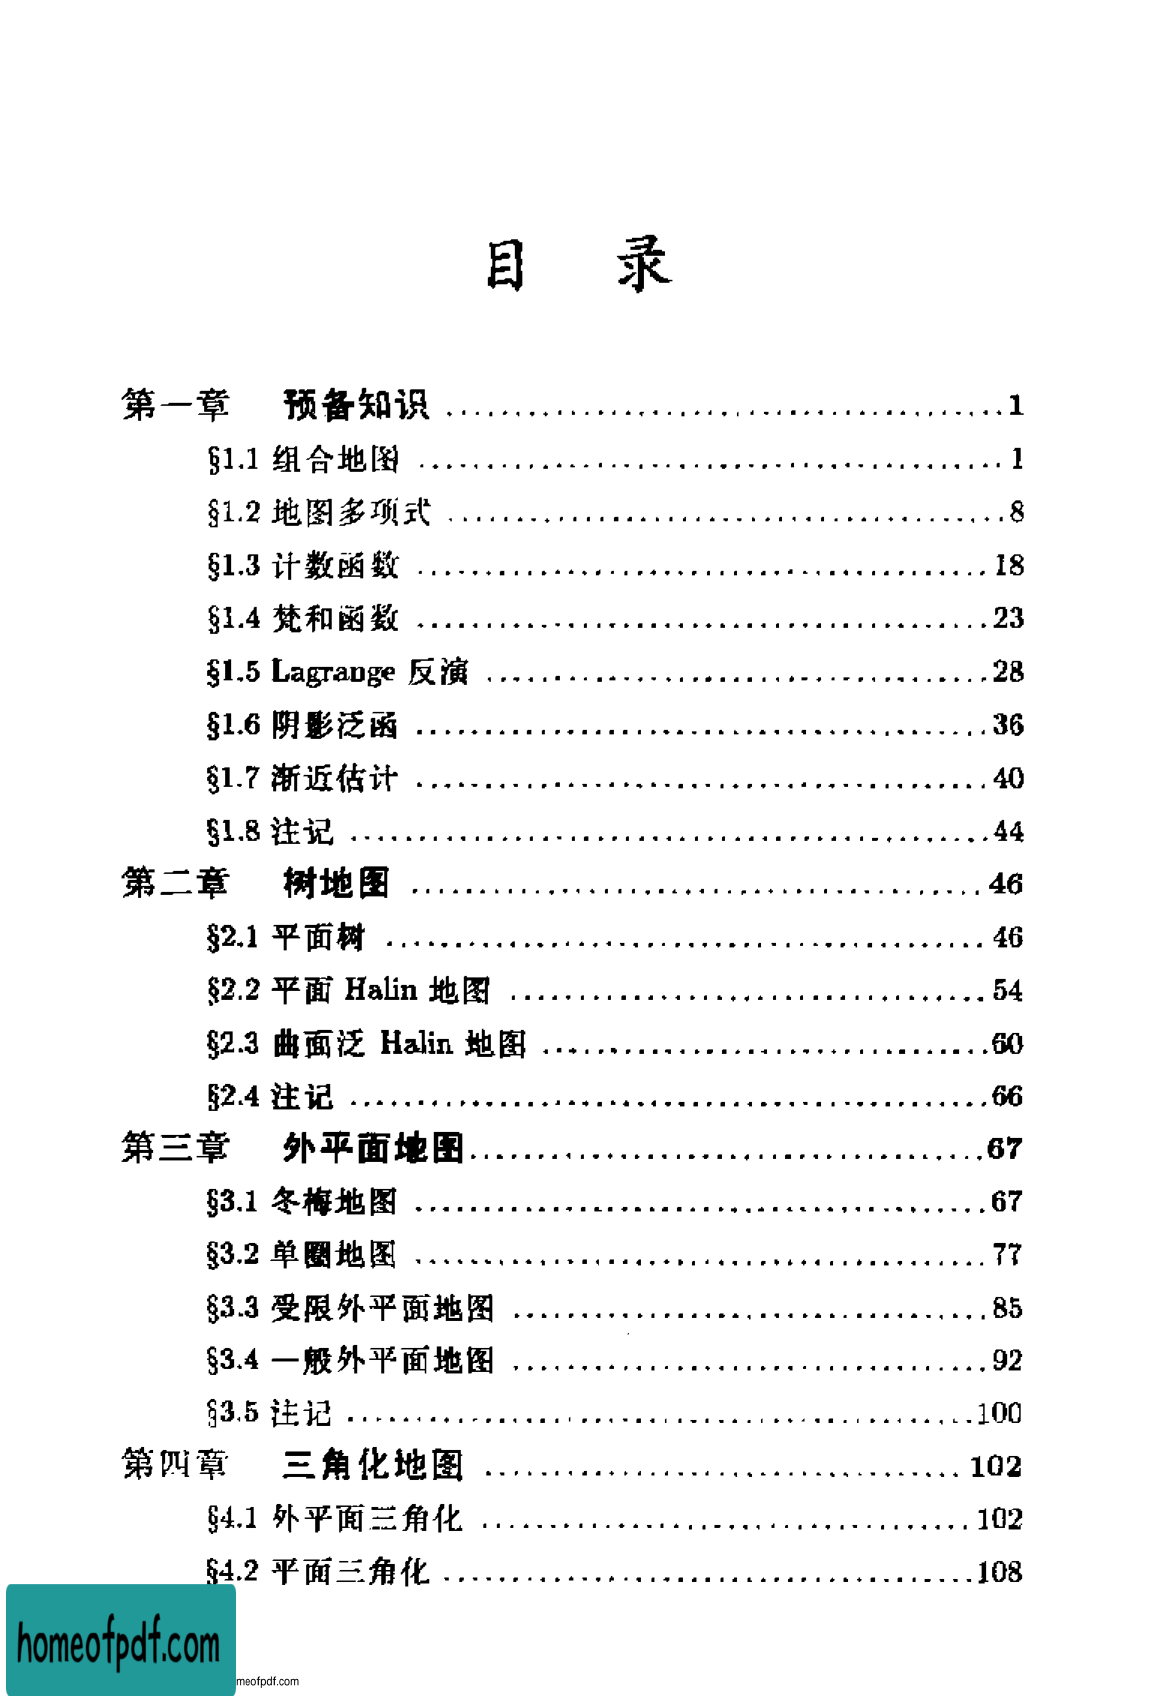 目 录
第一章 预备知识 ........................................1
§1.1 组合地图 ........................................1
§1.2 地图多项式 ........................................8
§1.3 计数函数 ........................................18
§1.4 梵和函数 ........................................23
§1.5 Lagrange 反演 ........................................28
§1.6 阴影泛函 ........................................36
§1.7 渐近估计 ........................................40
§1.8 注记 ........................................44
第二章 树地图 ........................................46
§2.1 平面树 ........................................46
§2.2 平面 Halin 地图 ........................................54
§2.3 曲面泛 Halin 地图 ........................................60
§2.4 注记 ........................................66
第三章 外平面地图........................................67
§3.1 冬梅地图 ........................................67
§3.2 单圈地图 ........................................77
§3.3 受限外平面地图 ........................................85
§3.4 一般外平面地图 ........................................92
§3.5 注记 ........................................100
第四章 三角化地图 ........................................102
§4.1 外平面三角化 ........................................102
§4.2 平面三角化 ........................................108
homeofpdf.com
meofpdf.com